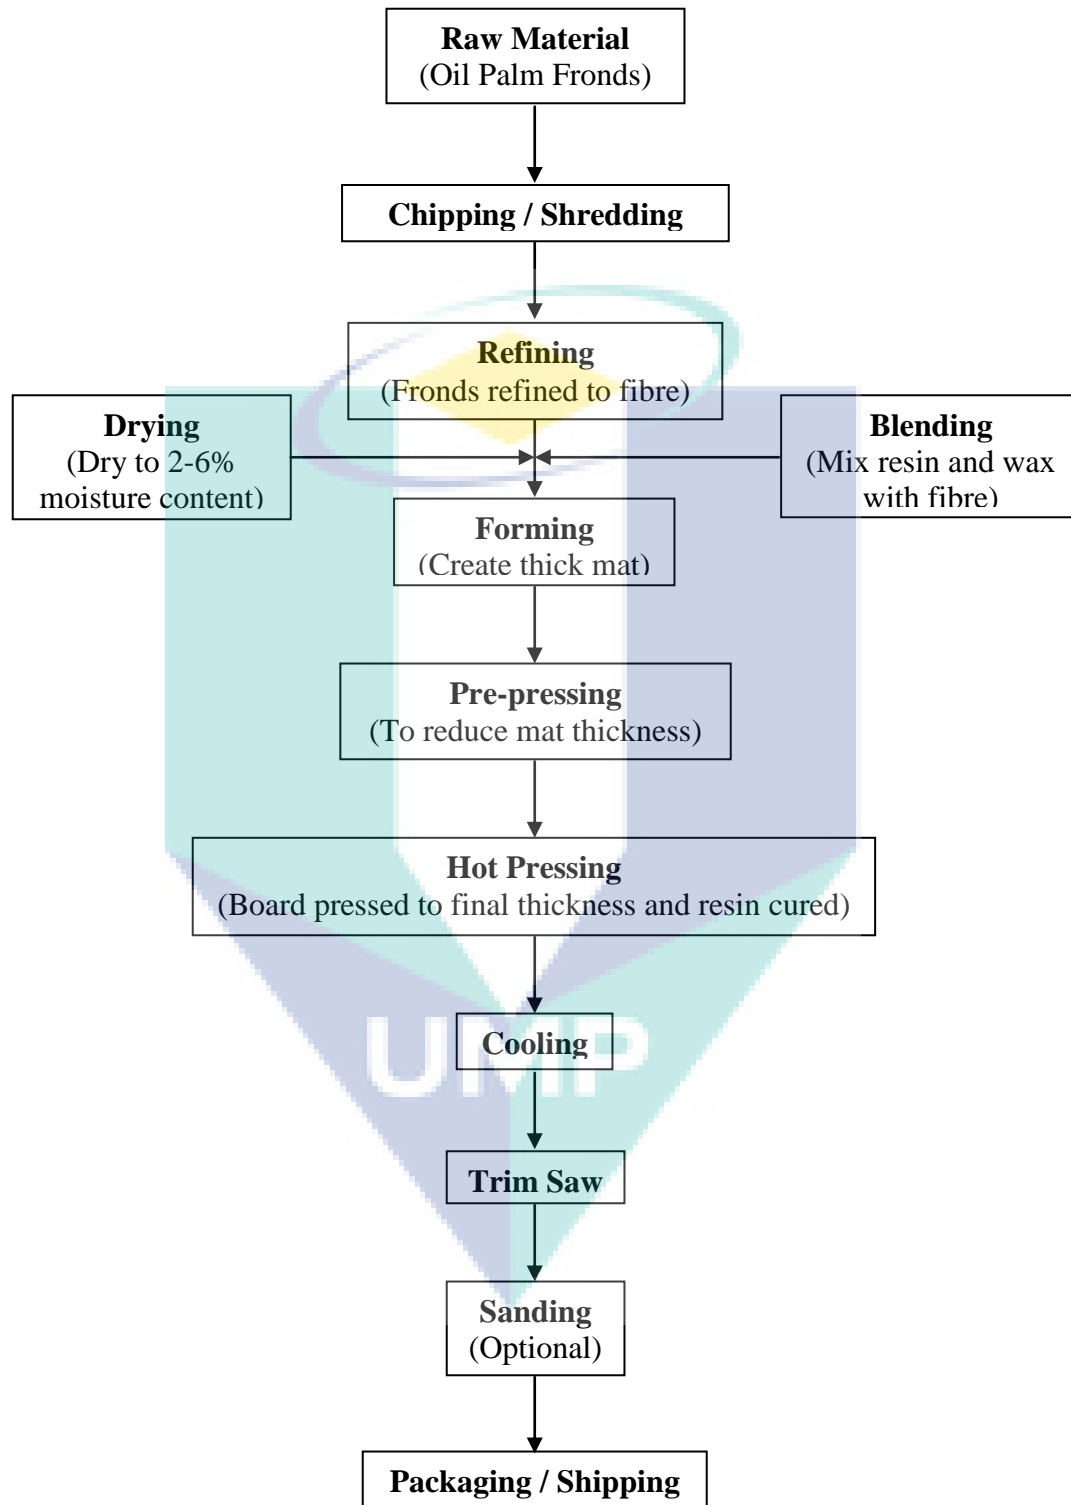 Raw Material
(Oil Palm Fronds)
Chipping / Shredding
Refining
(Fronds refined to fibre)
Drying
(Dry to 2-6%
moisture content)
Blending
(Mix resin and wax
with fibre)
Forming
(Create thick mat)
Pre-pressing
(To reduce mat thickness)
Hot Pressing
(Board pressed to final thickness and resin cured)
UMP
Cooling
Trim Saw
Sanding
(Optional)
Packaging / Shipping